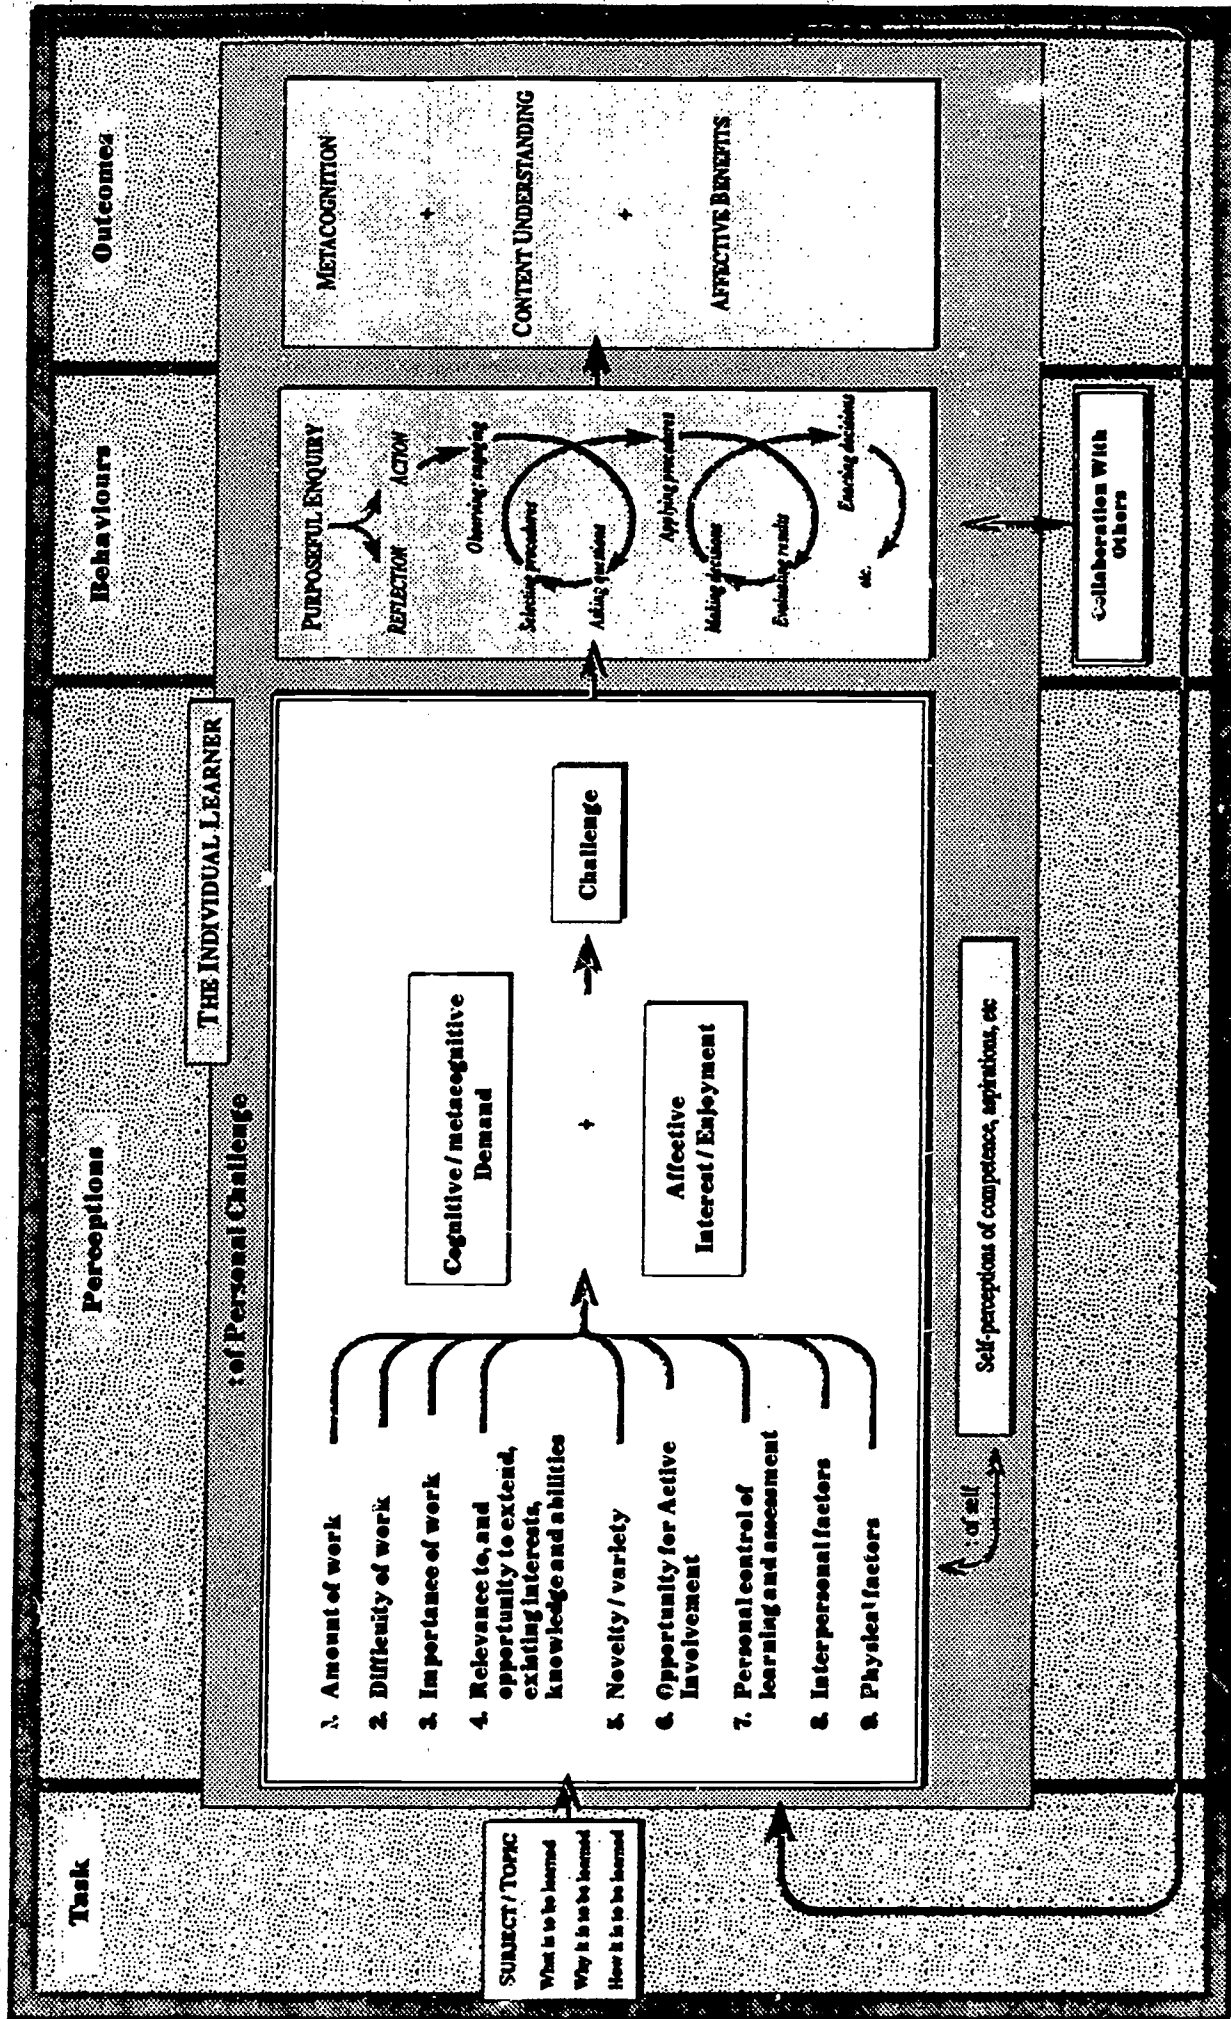 Task
Perceptions
Behaviours
Outcomes
THE INDIVIDUAL LEARNER
: of Personal Challenge
SUBJECT / TOPIC
What is to be learned
Why it is to be learned
How it is to be learned
1. Amount of work
2. Difficulty of work
3. Importance of work
4. Relevance to, and
opportunity to extend,
existing interests,
knowledge and abilities
5. Novelty / variety
6. Opportunity for Active
Involvement
7. Personal control of
learning and assessment
8. Interpersonal factors
9. Physical factors
Cognitive / metacognitive
Demand
+
Affective
Interest / Enjoyment
Challenge
: of self
Self-perceptions of competence, aspirations, etc
PURPOSEFUL ENQUIRY
REFLECTION
ACTION
Observing, engaging
Selecting procedures
Asking questions
Applying procedures
Making decisions
Evaluating results
Enacting decisions
etc.
Collaboration With
Others
METACOGNITION
+
CONTENT UNDERSTANDING
+
AFFECTIVE BENEFITS